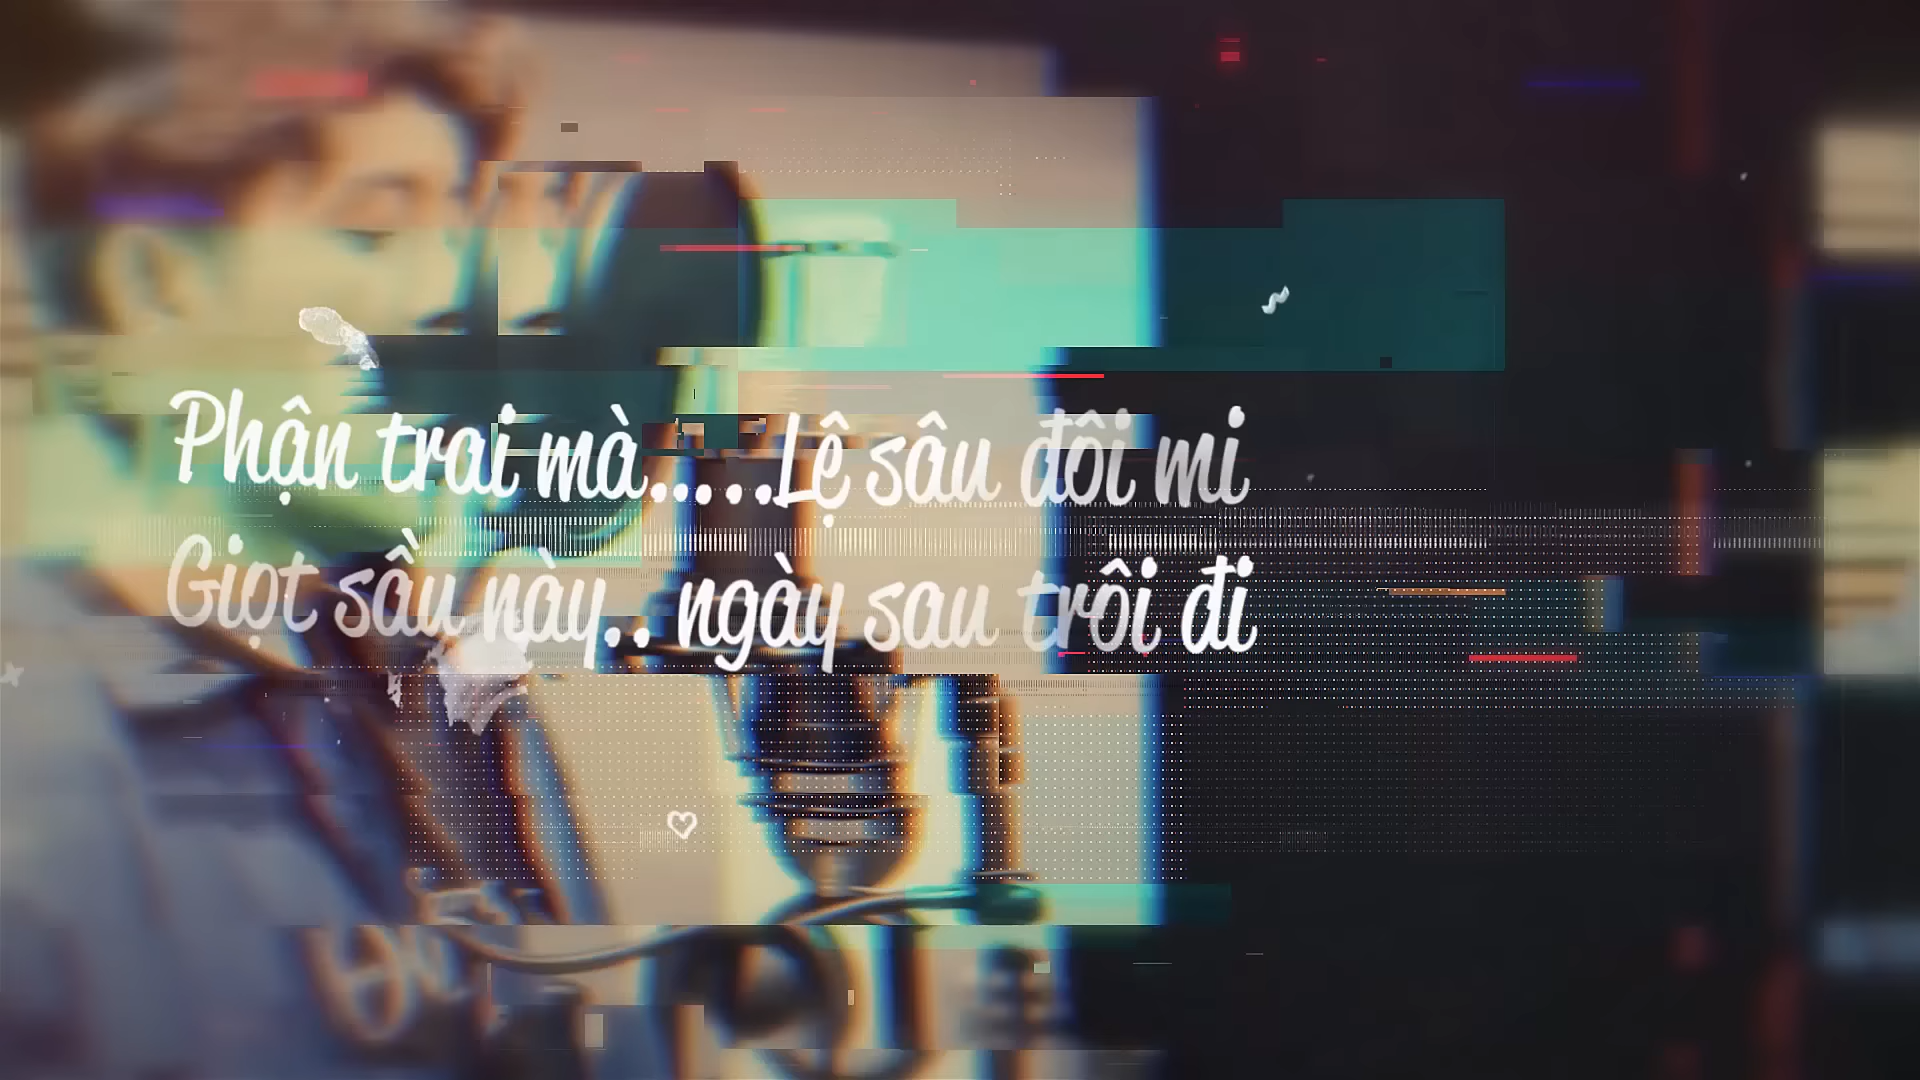 Phận trai mà.....Lệ sâu đôi mi
Giọt sầu này.. ngày sau trôi đi